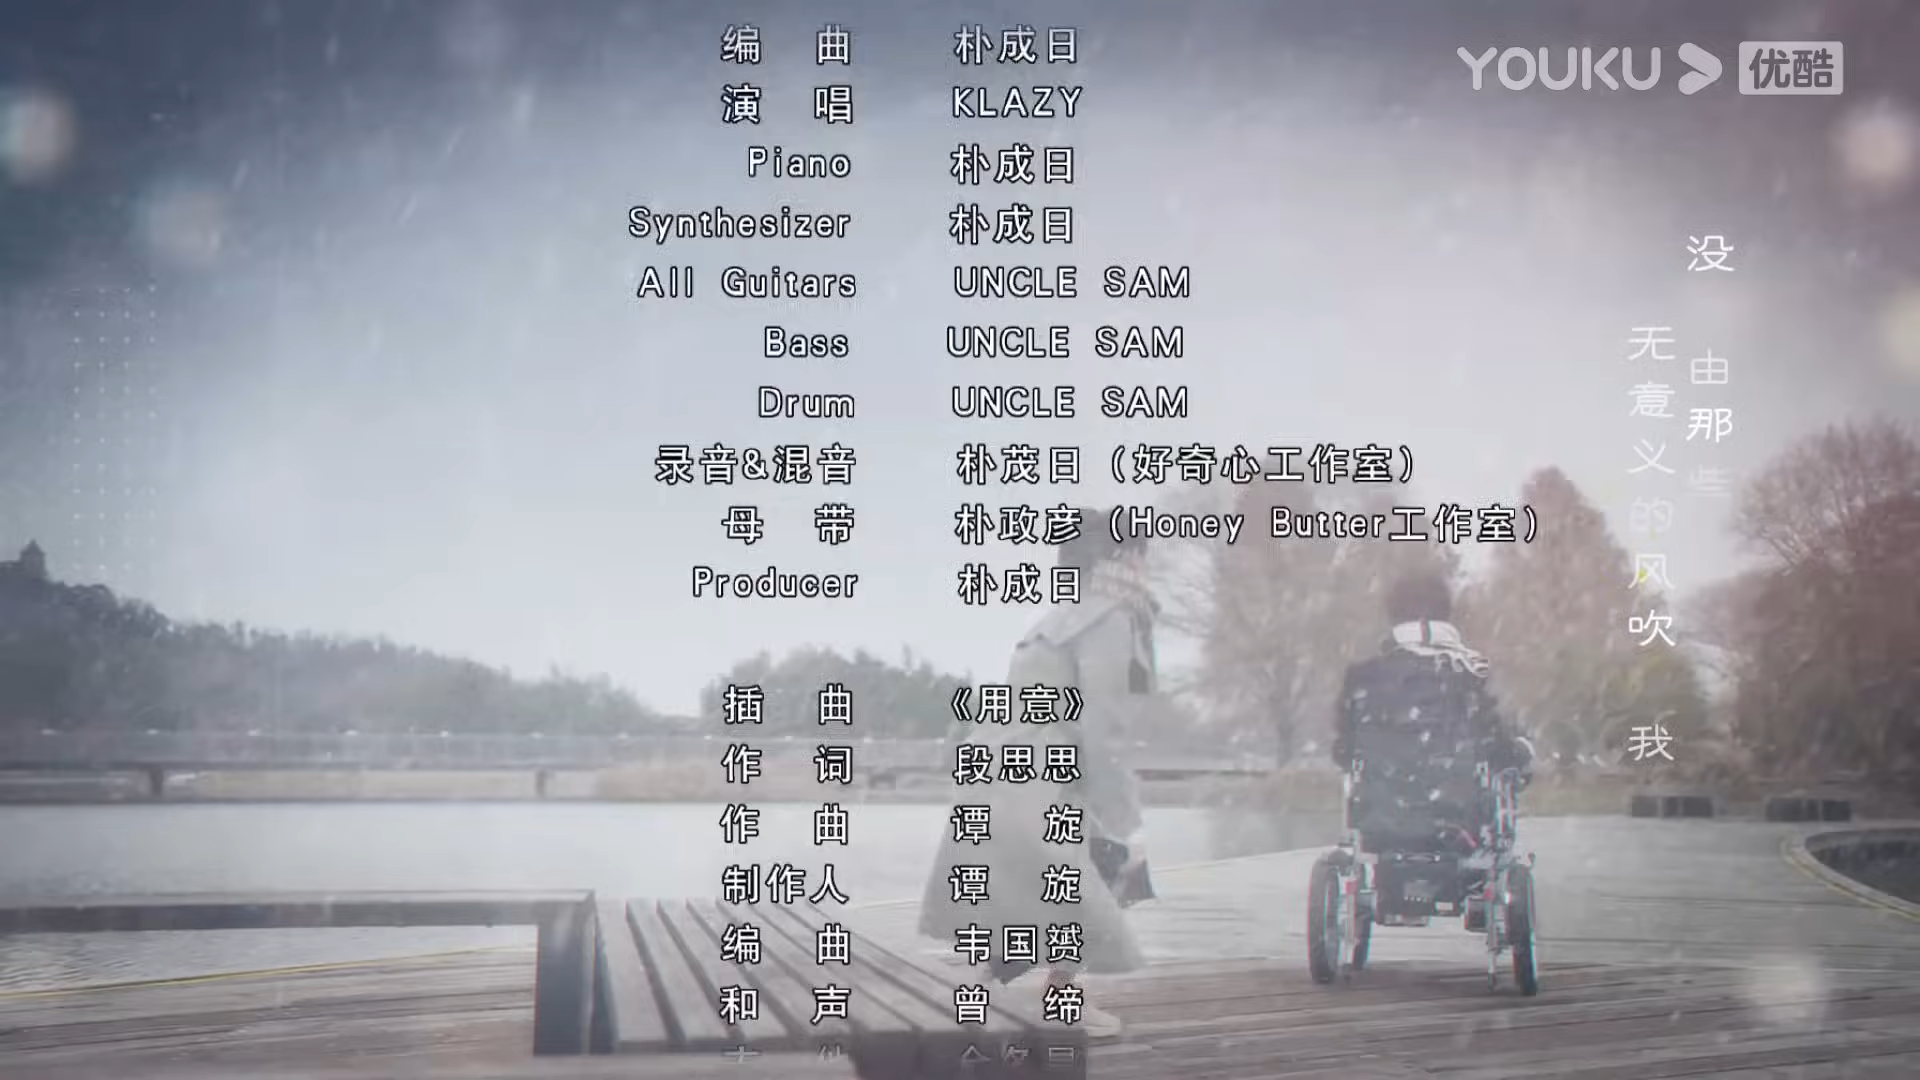 编 曲 朴成日
演 唱 KLAZY
Piano 朴成日
Synthesizer 朴成日
All Guitars UNCLE SAM
Bass UNCLE SAM
Drum UNCLE SAM
录音&混音 朴茂日（好奇心工作室）
母 带 朴政彦（Honey Butter工作室）
Producer 朴成日
插 曲 《用意》
作 词 段思思
作 曲 谭 旋
制作人 谭 旋
编 曲 韦国赟
和 声 曾 缔
YOUKU 优酷
没 由那些
无意义的风吹 我